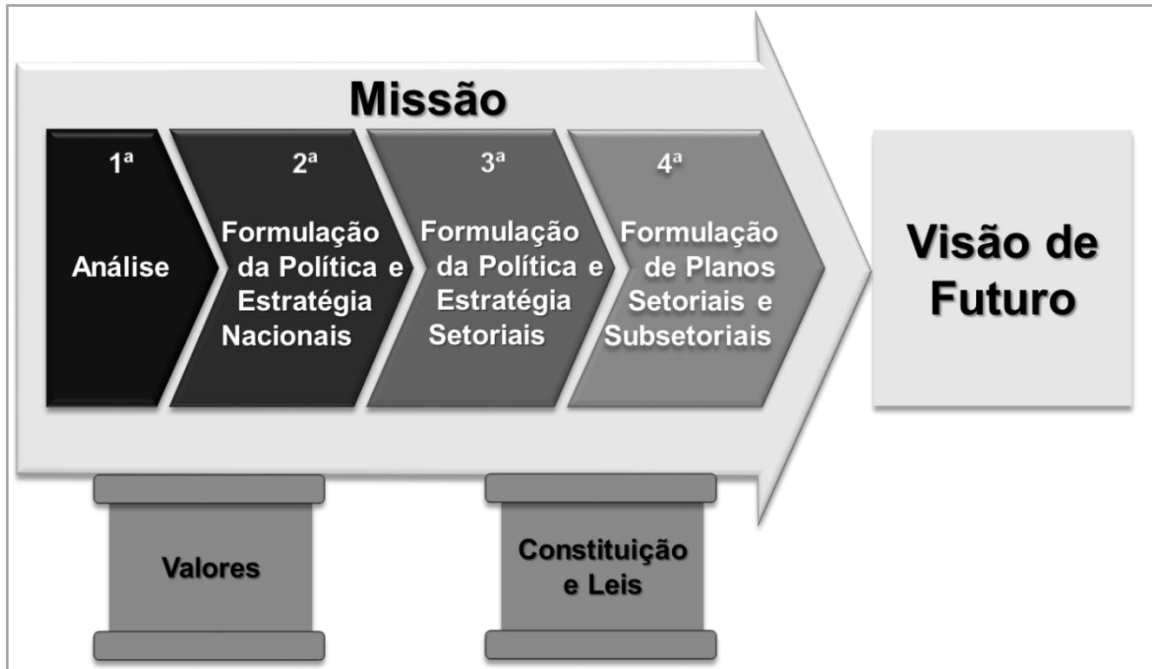 Missão
1ª
Análise
2ª
Formulação
da Política e
Estratégia
Nacionais
3ª
Formulação
da Política e
Estratégia
Setoriais
4ª
Formulação
de Planos
Setoriais e
Subsetoriais
Visão de
Futuro
Valores
Constituição
e Leis